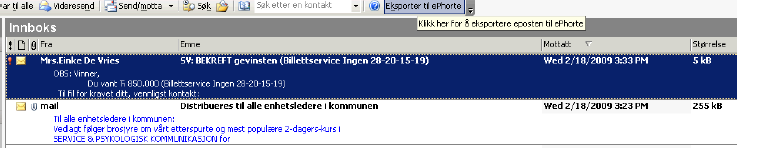 ar til alle Videresend Send/motta Søk Søk etter en kontakt Eksporter til ePhorte
Klikk her for å eksportere eposten til ePhorte
Innboks
Fra Emne Mottatt Størrelse
Mrs.Einke De Vries SV: BEKREFT gevinsten (Billettservice Ingen 28-20-15-19) Wed 2/18/2009 3:33 PM 5 kB
OBS: Vinner,
Du vant 850.000 (Billettservice Ingen 28-20-15-19)
Til fil for kravet ditt, vennligst kontakt:
mail Distribueres til alle enhetsledere i kommunen Wed 2/18/2009 3:23 PM 255 kB
Til alle enhetsledere i kommunen:
Vedlagt følger brosjyre om vårt etterspurte og mest populære 2-dagers-kurs i
SERVICE & PSYKOLOGISK KOMMUNIKASJON for